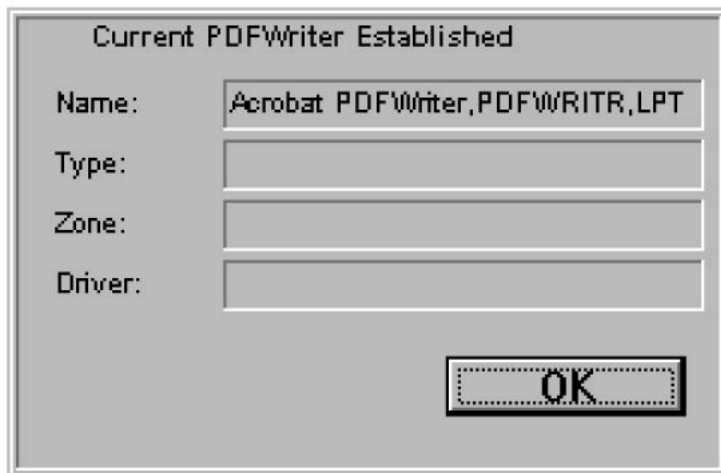 Current PDFWriter Established
Name: Acrobat PDFWriter,PDFWRITR,LPT
Type:
Zone:
Driver:
OK